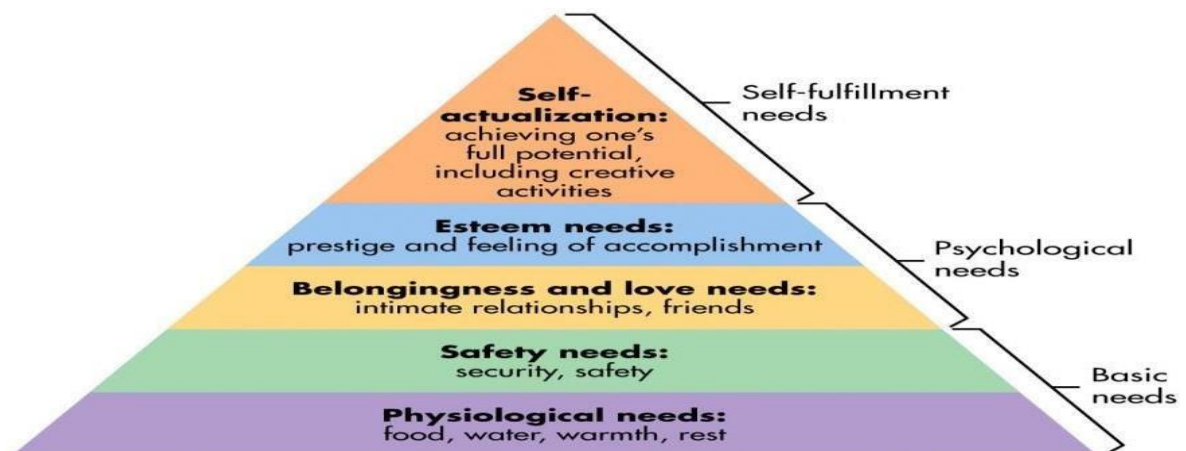 Self-
actualization:
achieving one's
full potential,
including creative
activities
Self-fulfillment
needs
Esteem needs:
prestige and feeling of accomplishment
Psychological
needs
Belongingness and love needs:
intimate relationships, friends
Safety needs:
security, safety
Basic
needs
Physiological needs:
food, water, warmth, rest